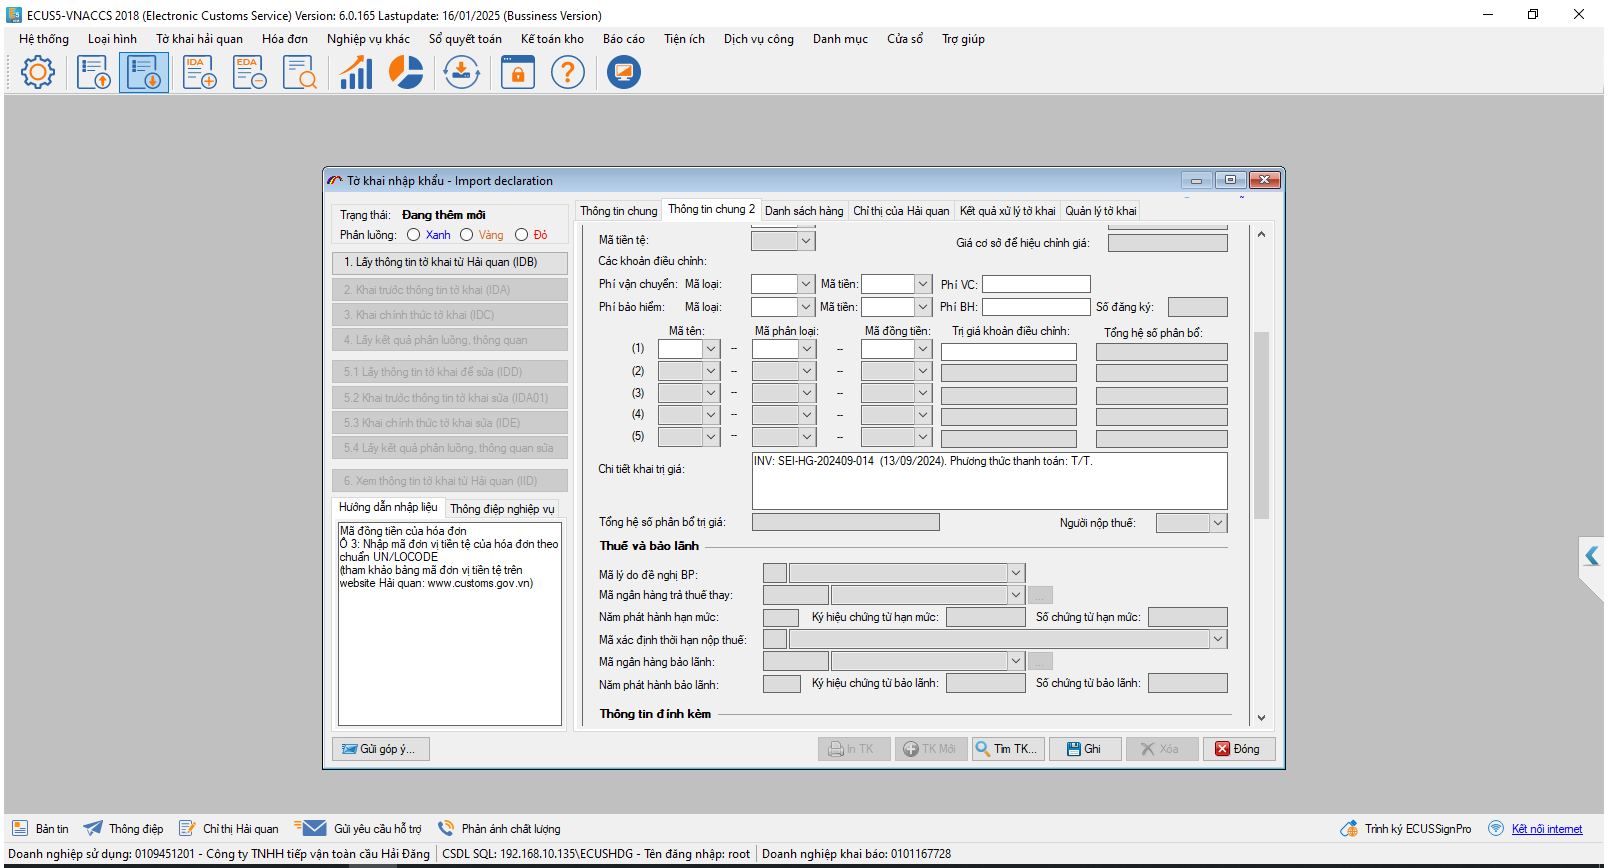 ECUS5-VNACCS 2018 (Electronic Customs Service) Version: 6.0.165 Lastupdate: 16/01/2025 (Bussiness Version)
Hệ thống Loại hình Tờ khai hải quan Hóa đơn Nghiệp vụ khác Sổ quyết toán Kế toán kho Báo cáo Tiện ích Dịch vụ công Danh mục Cửa sổ Trợ giúp
IDA EDA
Tờ khai nhập khẩu - Import declaration
Trạng thái: Đang thêm mới
Phân luồng: Xanh Vàng Đỏ
1. Lấy thông tin tờ khai từ Hải quan (IDB)
2. Khai trước thông tin tờ khai (IDA)
3. Khai chính thức tờ khai (IDC)
4. Lấy kết quả phân luồng, thông quan
5.1 Lấy thông tin tờ khai để sửa (IDD)
5.2 Khai trước thông tin tờ khai sửa (IDA01)
5.3 Khai chính thức tờ khai sửa (IDE)
5.4 Lấy kết quả phân luồng, thông quan sửa
6. Xem thông tin tờ khai từ Hải quan (IID)
Hướng dẫn nhập liệu Thông điệp nghiệp vụ
Mã đồng tiền của hóa đơn
Ô 3: Nhập mã đơn vị tiền tệ của hóa đơn theo
chuẩn UN/LOCODE
(tham khảo bảng mã đơn vị tiền tệ trên
website Hải quan: www.customs.gov.vn)
Gửi góp ý...
Thông tin chung Thông tin chung 2 Danh sách hàng Chỉ thị của Hải quan Kết quả xử lý tờ khai Quản lý tờ khai
Mã tiền tệ: Giá cơ sở để hiệu chỉnh giá:
Các khoản điều chỉnh:
Phí vận chuyển: Mã loại: Mã tiền: Phí VC:
Phí bảo hiểm: Mã loại: Mã tiền: Phí BH: Số đăng ký:
Mã tên: Mã phân loại: Mã đồng tiền: Trị giá khoản điều chỉnh: Tổng hệ số phân bổ:
(1) -- --
(2) -- --
(3) -- --
(4) -- --
(5) -- --
Chi tiết khai trị giá: INV: SEI-HG-202409-014 (13/09/2024). Phương thức thanh toán: T/T.
Tổng hệ số phân bổ trị giá: Người nộp thuế:
Thuế và bảo lãnh
Mã lý do đề nghị BP:
Mã ngân hàng trả thuế thay: ...
Năm phát hành hạn mức: Ký hiệu chứng từ hạn mức: Số chứng từ hạn mức:
Mã xác định thời hạn nộp thuế:
Mã ngân hàng bảo lãnh: ...
Năm phát hành bảo lãnh: Ký hiệu chứng từ bảo lãnh: Số chứng từ bảo lãnh:
Thông tin đính kèm
In TK TK Mới Tìm TK... Ghi Xóa Đóng
Bản tin Thông điệp Chỉ thị Hải quan Gửi yêu cầu hỗ trợ Phản ánh chất lượng Trình ký ECUSSignPro Kết nối internet
Doanh nghiệp sử dụng: 0109451201 - Công ty TNHH tiếp vận toàn cầu Hải Đăng CSDL SQL: 192.168.10.135\ECUSHDG - Tên đăng nhập: root Doanh nghiệp khai báo: 0101167728